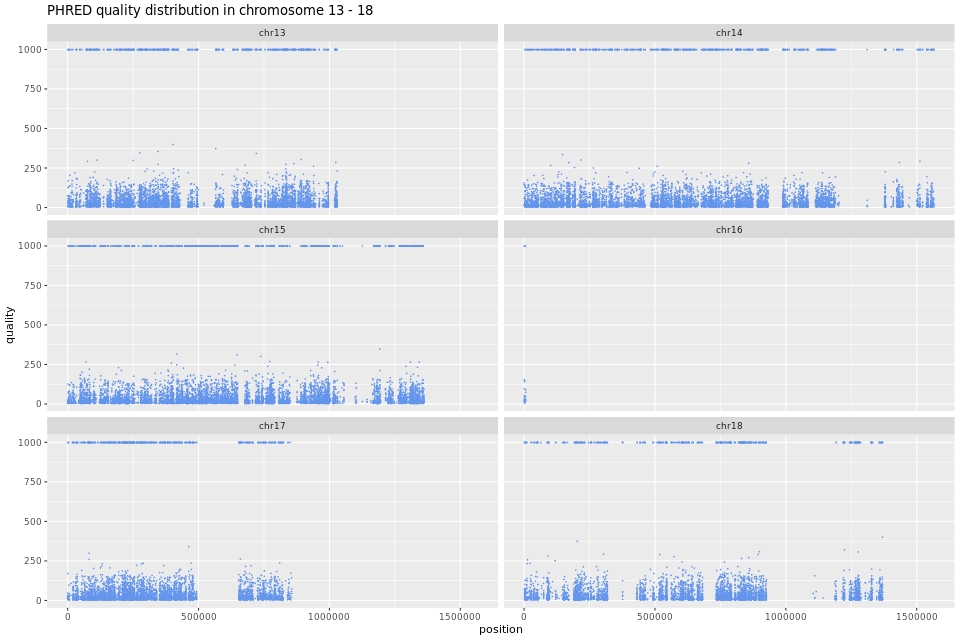 PHRED quality distribution in chromosome 13 - 18
chr13
chr14
1000
750
500
250
0
chr15
chr16
1000
750
500
250
0
quality
chr17
chr18
1000
750
500
250
0
0 500000 1000000 1500000 0 500000 1000000 1500000
position